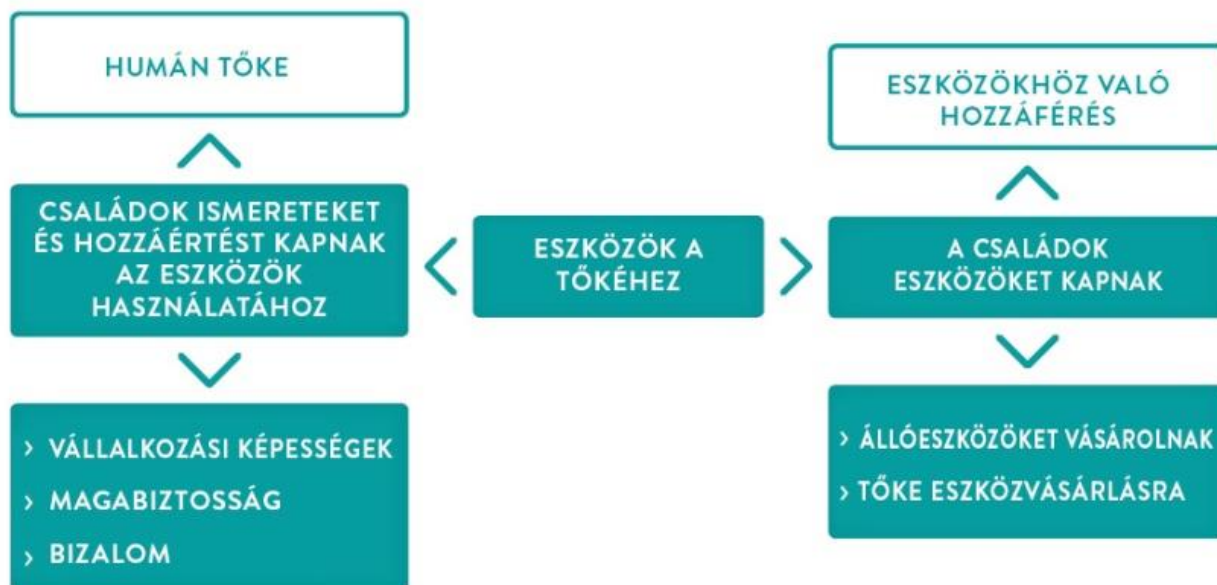 HUMÁN TŐKE
CSALÁDOK ISMERETEKET
ÉS HOZZÁÉRTÉST KAPNAK
AZ ESZKÖZÖK
HASZNÁLATÁHOZ
› VÁLLALKOZÁSI KÉPESSÉGEK
› MAGABIZTOSSÁG
› BIZALOM
ESZKÖZÖK A
TŐKÉHEZ
ESZKÖZÖKHÖZ VALÓ
HOZZÁFÉRÉS
A CSALÁDOK
ESZKÖZÖKET KAPNAK
› ÁLLÓESZKÖZÖKET VÁSÁROLNAK
› TŐKE ESZKÖZVÁSÁRLÁSRA